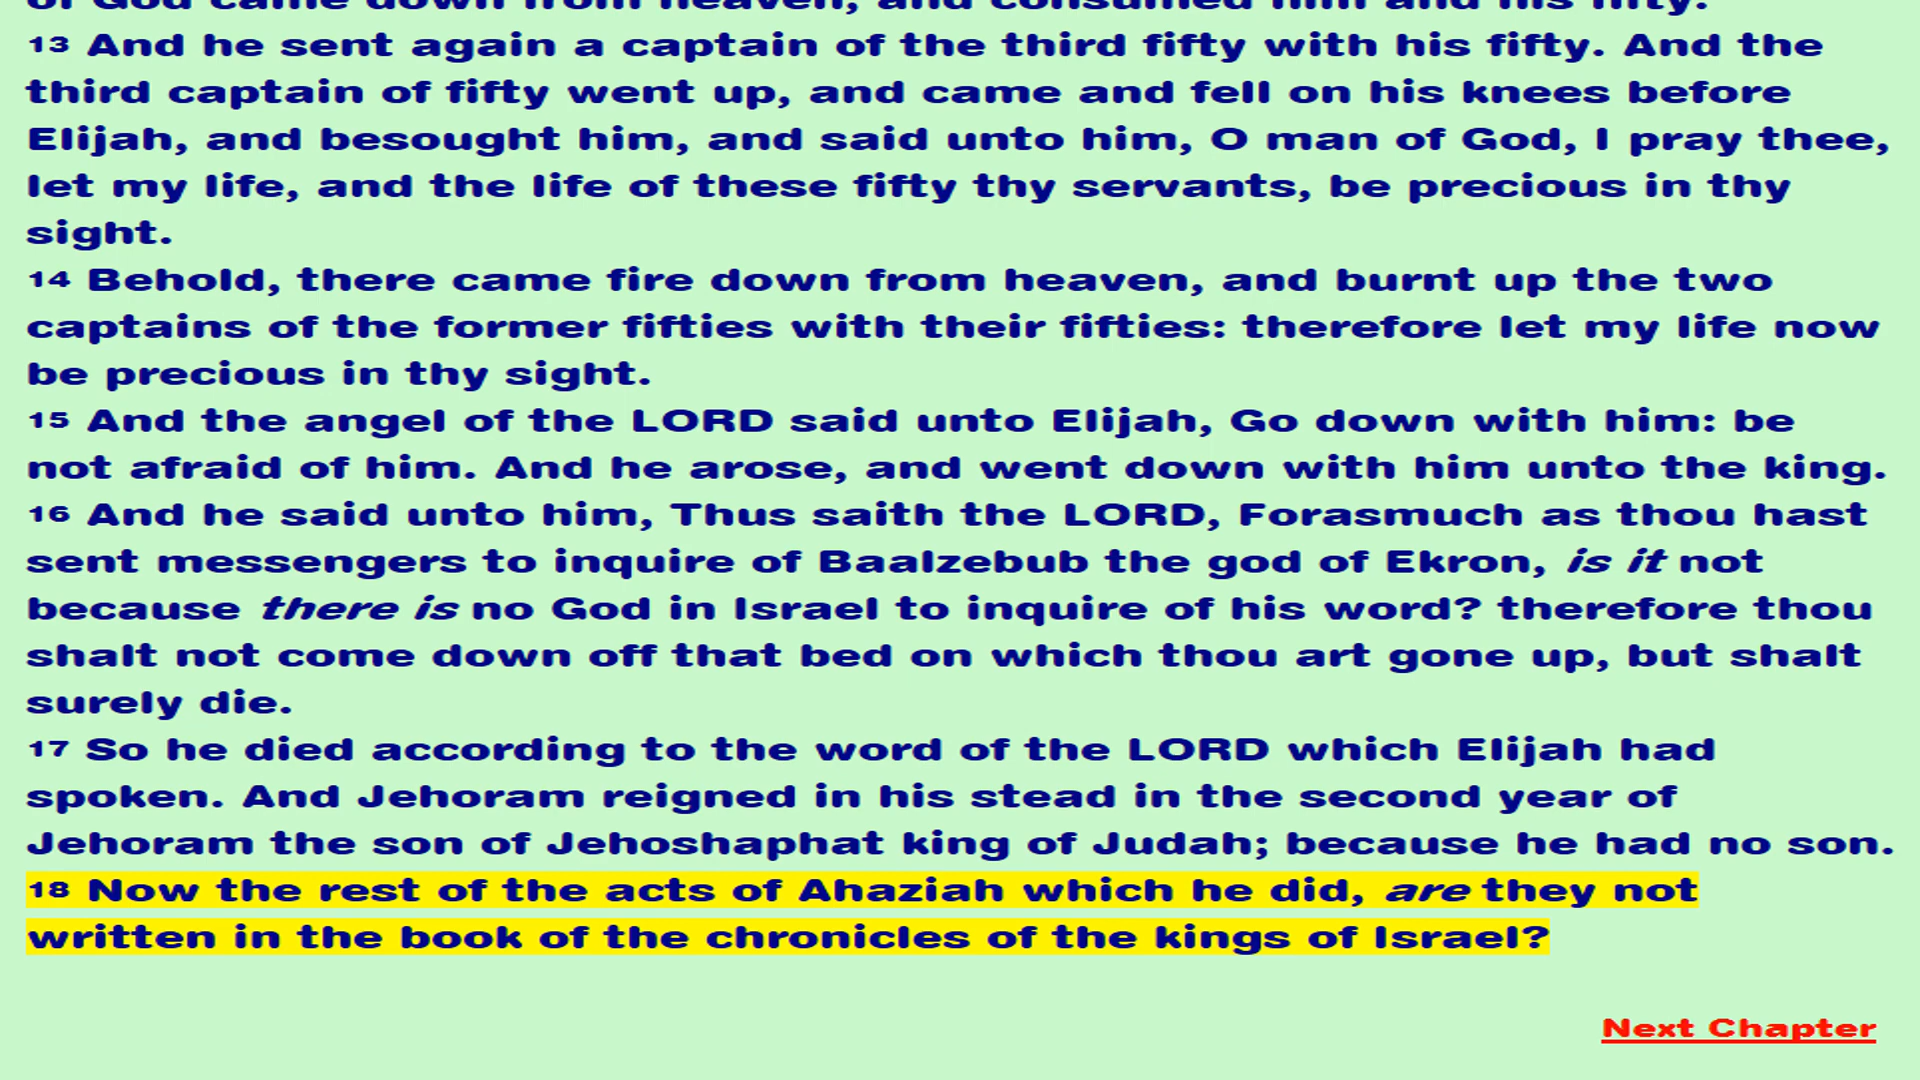 of God came down from heaven, and consumed him and his fifty.
13 And he sent again a captain of the third fifty with his fifty. And the
third captain of fifty went up, and came and fell on his knees before
Elijah, and besought him, and said unto him, O man of God, I pray thee,
let my life, and the life of these fifty thy servants, be precious in thy
sight.
14 Behold, there came fire down from heaven, and burnt up the two
captains of the former fifties with their fifties: therefore let my life now
be precious in thy sight.
15 And the angel of the LORD said unto Elijah, Go down with him: be
not afraid of him. And he arose, and went down with him unto the king.
16 And he said unto him, Thus saith the LORD, Forasmuch as thou hast
sent messengers to inquire of Baalzebub the god of Ekron, is it not
because there is no God in Israel to inquire of his word? therefore thou
shalt not come down off that bed on which thou art gone up, but shalt
surely die.
17 So he died according to the word of the LORD which Elijah had
spoken. And Jehoram reigned in his stead in the second year of
Jehoram the son of Jehoshaphat king of Judah; because he had no son.
18 Now the rest of the acts of Ahaziah which he did, are they not
written in the book of the chronicles of the kings of Israel?
Next Chapter